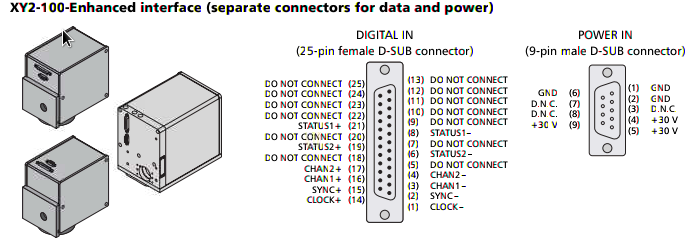 XY2-100-Enhanced interface (separate connectors for data and power)
DIGITAL IN
(25-pin female D-SUB connector)
DO NOT CONNECT (25)
DO NOT CONNECT (24)
DO NOT CONNECT (23)
DO NOT CONNECT (22)
STATUS1+ (21)
DO NOT CONNECT (20)
STATUS2+ (19)
DO NOT CONNECT (18)
CHAN2+ (17)
CHAN1+ (16)
SYNC+ (15)
CLOCK+ (14)
(13) DO NOT CONNECT
(12) DO NOT CONNECT
(11) DO NOT CONNECT
(10) DO NOT CONNECT
(9) DO NOT CONNECT
(8) STATUS1–
(7) DO NOT CONNECT
(6) STATUS2–
(5) DO NOT CONNECT
(4) CHAN2–
(3) CHAN1–
(2) SYNC–
(1) CLOCK–
POWER IN
(9-pin male D-SUB connector)
GND (6)
D.N.C. (7)
D.N.C. (8)
+30 V (9)
(1) GND
(2) GND
(3) D.N.C
(4) +30 V
(5) +30 V